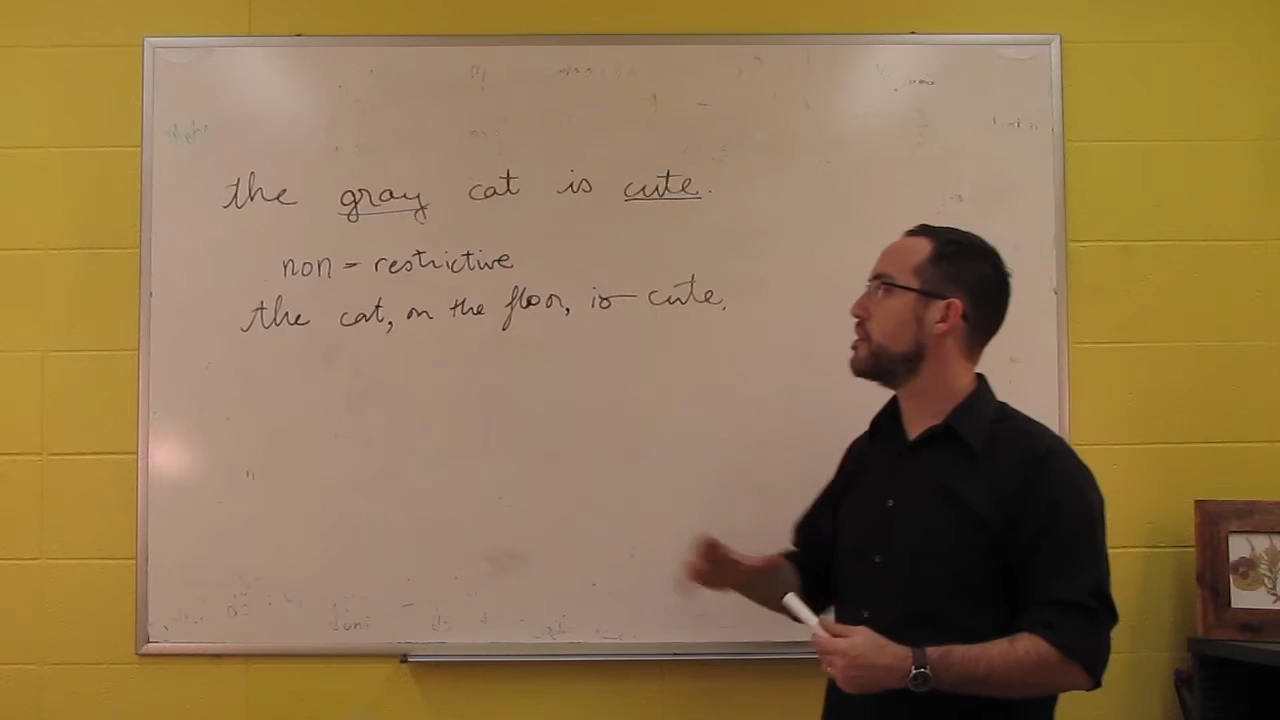 the gray cat is cute.
non-restrictive
the cat, on the floor, is cute.